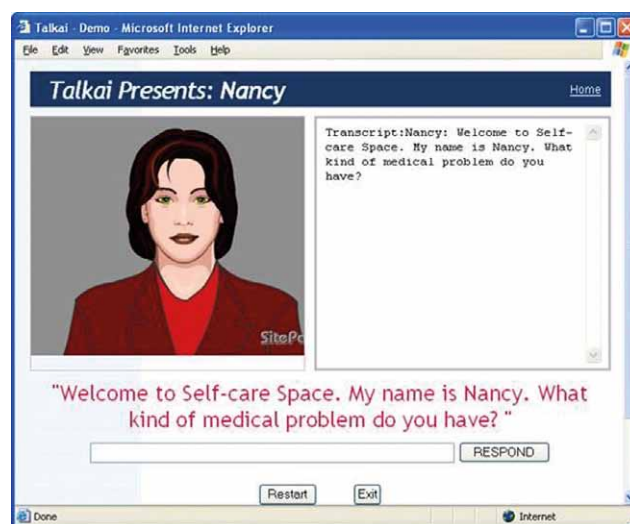 Talkai - Demo - Microsoft Internet Explorer
File Edit View Favorites Tools Help
Talkai Presents: Nancy
Home
Transcript:Nancy: Welcome to Self-
care Space. My name is Nancy. What
kind of medical problem do you
have?
SitePa
"Welcome to Self-care Space. My name is Nancy. What
kind of medical problem do you have? "
RESPOND
Restart Exit
Done Internet